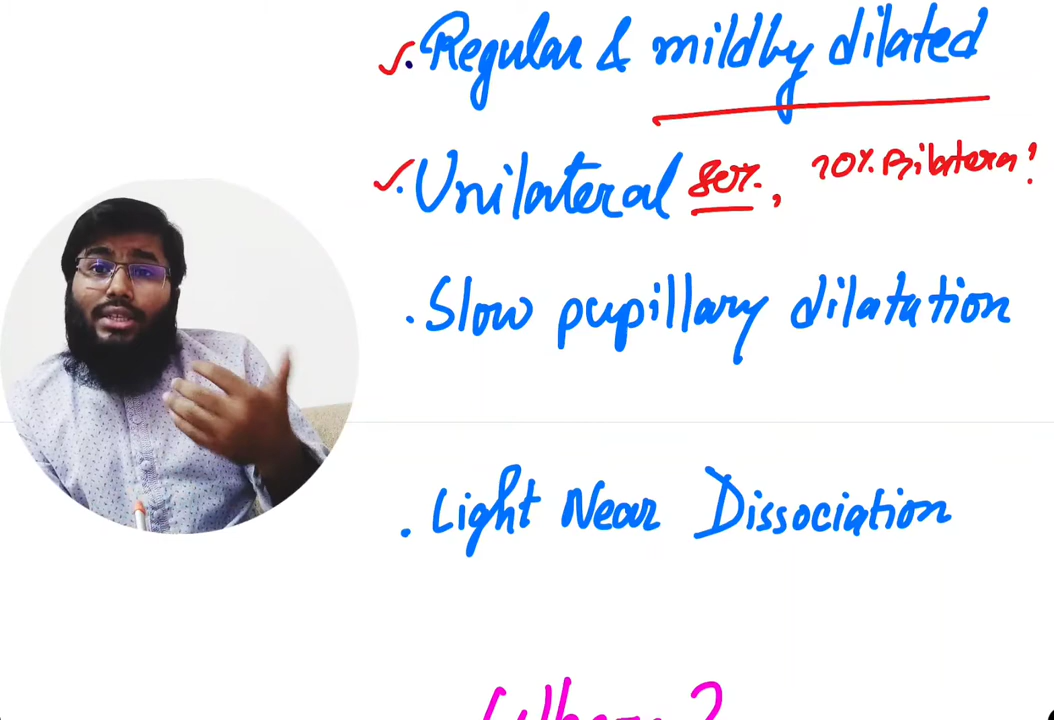 . Regular & mildly dilated
. Unilateral 80%, 20% Bilateral!
. Slow pupillary dilatation
. Light Near Dissociation